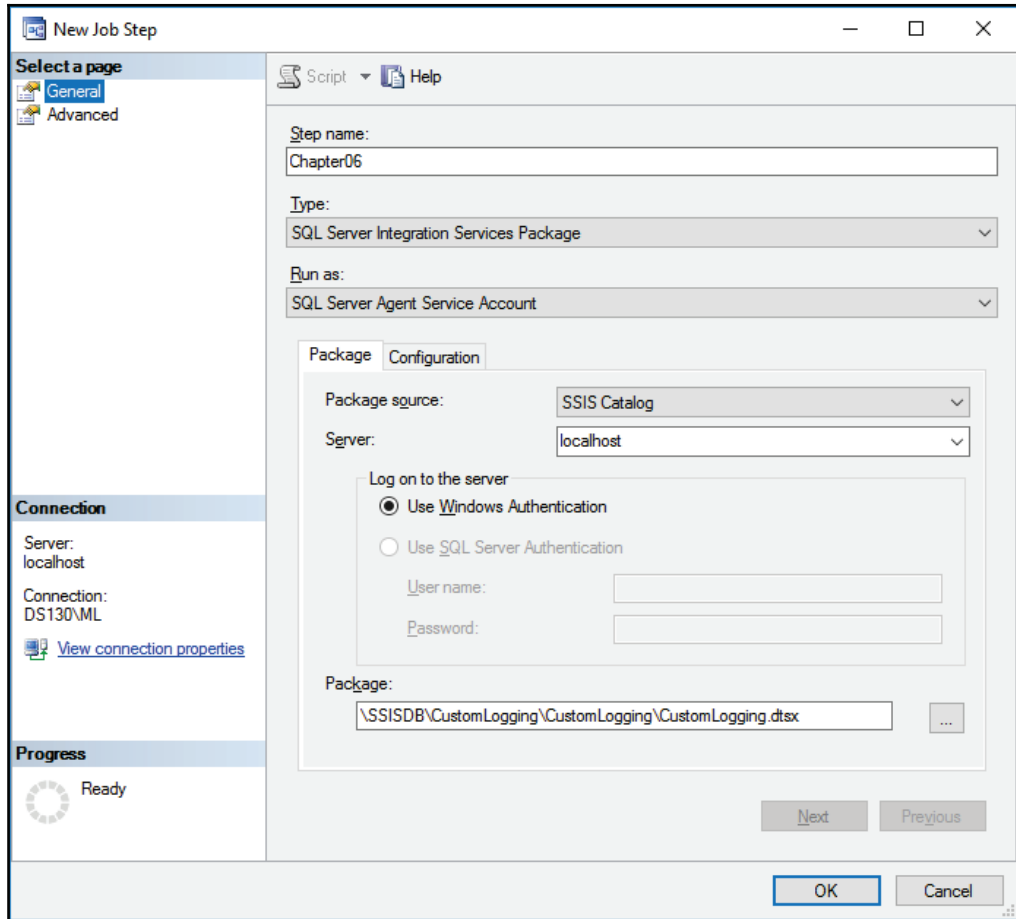 New Job Step
Select a page
General
Advanced
Script
Help
Step name:
Chapter06
Type:
SQL Server Integration Services Package
Run as:
SQL Server Agent Service Account
Package
Configuration
Package source:
SSIS Catalog
Server:
localhost
Log on to the server
Use Windows Authentication
Use SQL Server Authentication
User name:
Password:
Package:
\SSISDB\CustomLogging\CustomLogging\CustomLogging.dtsx
...
Connection
Server:
localhost
Connection:
DS130\ML
View connection properties
Progress
Ready
Next
Previous
OK
Cancel